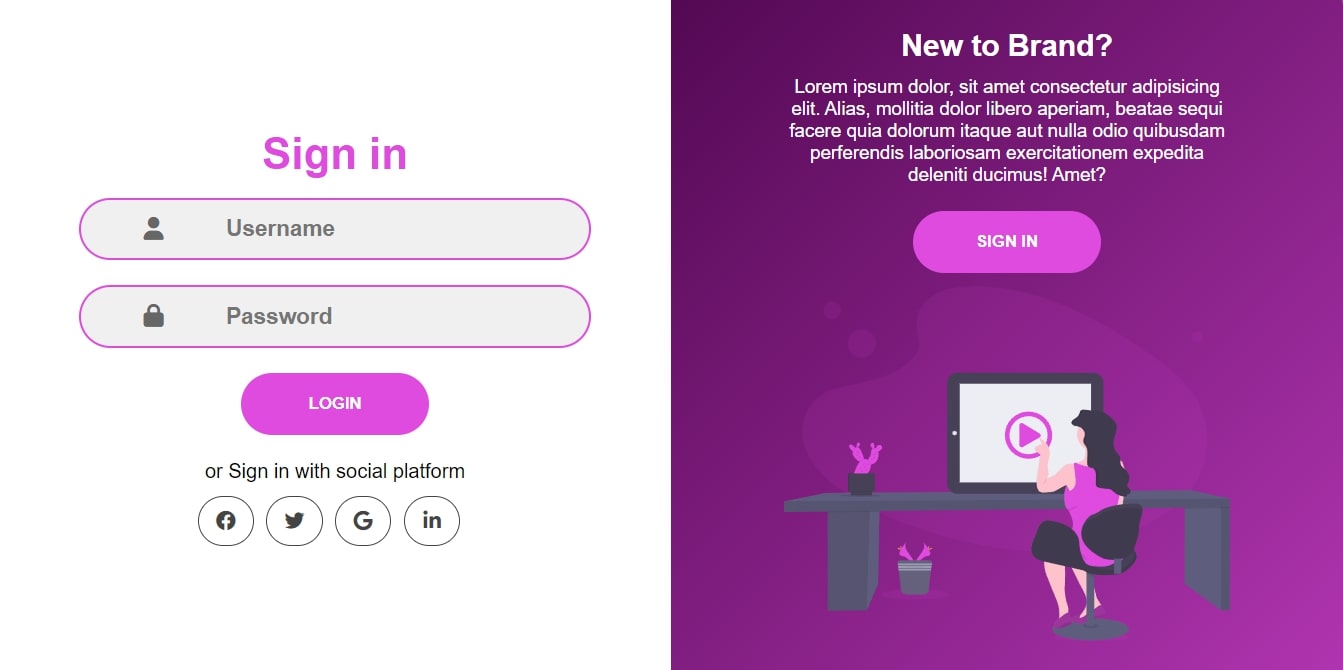 Sign in
Username
Password
LOGIN
or Sign in with social platform
New to Brand?
Lorem ipsum dolor, sit amet consectetur adipisicing
elit. Alias, mollitia dolor libero aperiam, beatae sequi
facere quia dolorum itaque aut nulla odio quibusdam
perferendis laboriosam exercitationem expedita
deleniti ducimus! Amet?
SIGN IN